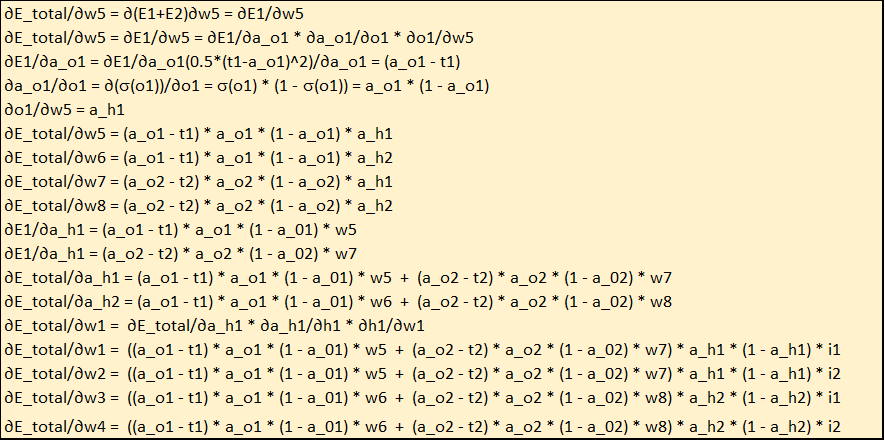 ∂E_total/∂w5 = ∂(E1+E2)∂w5 = ∂E1/∂w5
∂E_total/∂w5 = ∂E1/∂w5 = ∂E1/∂a_o1 * ∂a_o1/∂o1 * ∂o1/∂w5
∂E1/∂a_o1 = ∂E1/∂a_o1(0.5*(t1-a_o1)^2)/∂a_o1 = (a_o1 - t1)
∂a_o1/∂o1 = ∂(σ(o1))/∂o1 = σ(o1) * (1 - σ(o1)) = a_o1 * (1 - a_o1)
∂o1/∂w5 = a_h1
∂E_total/∂w5 = (a_o1 - t1) * a_o1 * (1 - a_o1) * a_h1
∂E_total/∂w6 = (a_o1 - t1) * a_o1 * (1 - a_o1) * a_h2
∂E_total/∂w7 = (a_o2 - t2) * a_o2 * (1 - a_o2) * a_h1
∂E_total/∂w8 = (a_o2 - t2) * a_o2 * (1 - a_o2) * a_h2
∂E1/∂a_h1 = (a_o1 - t1) * a_o1 * (1 - a_01) * w5
∂E1/∂a_h1 = (a_o2 - t2) * a_o2 * (1 - a_02) * w7
∂E_total/∂a_h1 = (a_o1 - t1) * a_o1 * (1 - a_01) * w5 + (a_o2 - t2) * a_o2 * (1 - a_02) * w7
∂E_total/∂a_h2 = (a_o1 - t1) * a_o1 * (1 - a_01) * w6 + (a_o2 - t2) * a_o2 * (1 - a_02) * w8
∂E_total/∂w1 = ∂E_total/∂a_h1 * ∂a_h1/∂h1 * ∂h1/∂w1
∂E_total/∂w1 = ((a_o1 - t1) * a_o1 * (1 - a_01) * w5 + (a_o2 - t2) * a_o2 * (1 - a_02) * w7) * a_h1 * (1 - a_h1) * i1
∂E_total/∂w2 = ((a_o1 - t1) * a_o1 * (1 - a_01) * w5 + (a_o2 - t2) * a_o2 * (1 - a_02) * w7) * a_h1 * (1 - a_h1) * i2
∂E_total/∂w3 = ((a_o1 - t1) * a_o1 * (1 - a_01) * w6 + (a_o2 - t2) * a_o2 * (1 - a_02) * w8) * a_h2 * (1 - a_h2) * i1
∂E_total/∂w4 = ((a_o1 - t1) * a_o1 * (1 - a_01) * w6 + (a_o2 - t2) * a_o2 * (1 - a_02) * w8) * a_h2 * (1 - a_h2) * i2